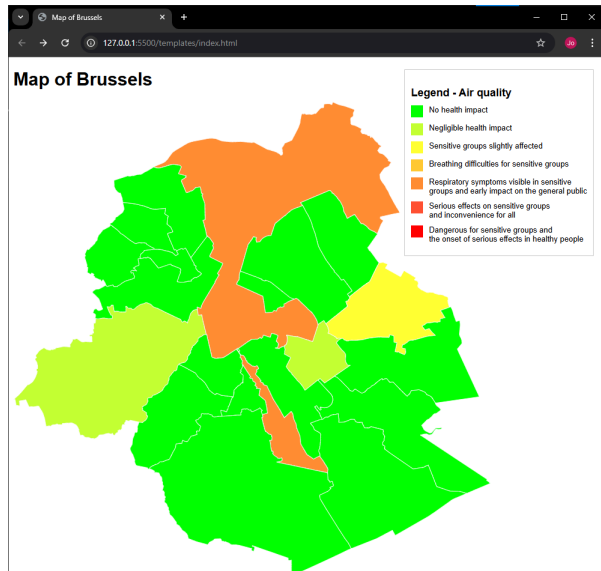 Map of Brussels
127.0.0.1:5500/templates/index.html
Jo
Map of Brussels
Legend - Air quality
No health impact
Negligible health impact
Sensitive groups slightly affected
Breathing difficulties for sensitive groups
Respiratory symptoms visible in sensitive
groups and early impact on the general public
Serious effects on sensitive groups
and inconvenience for all
Dangerous for sensitive groups and
the onset of serious effects in healthy people